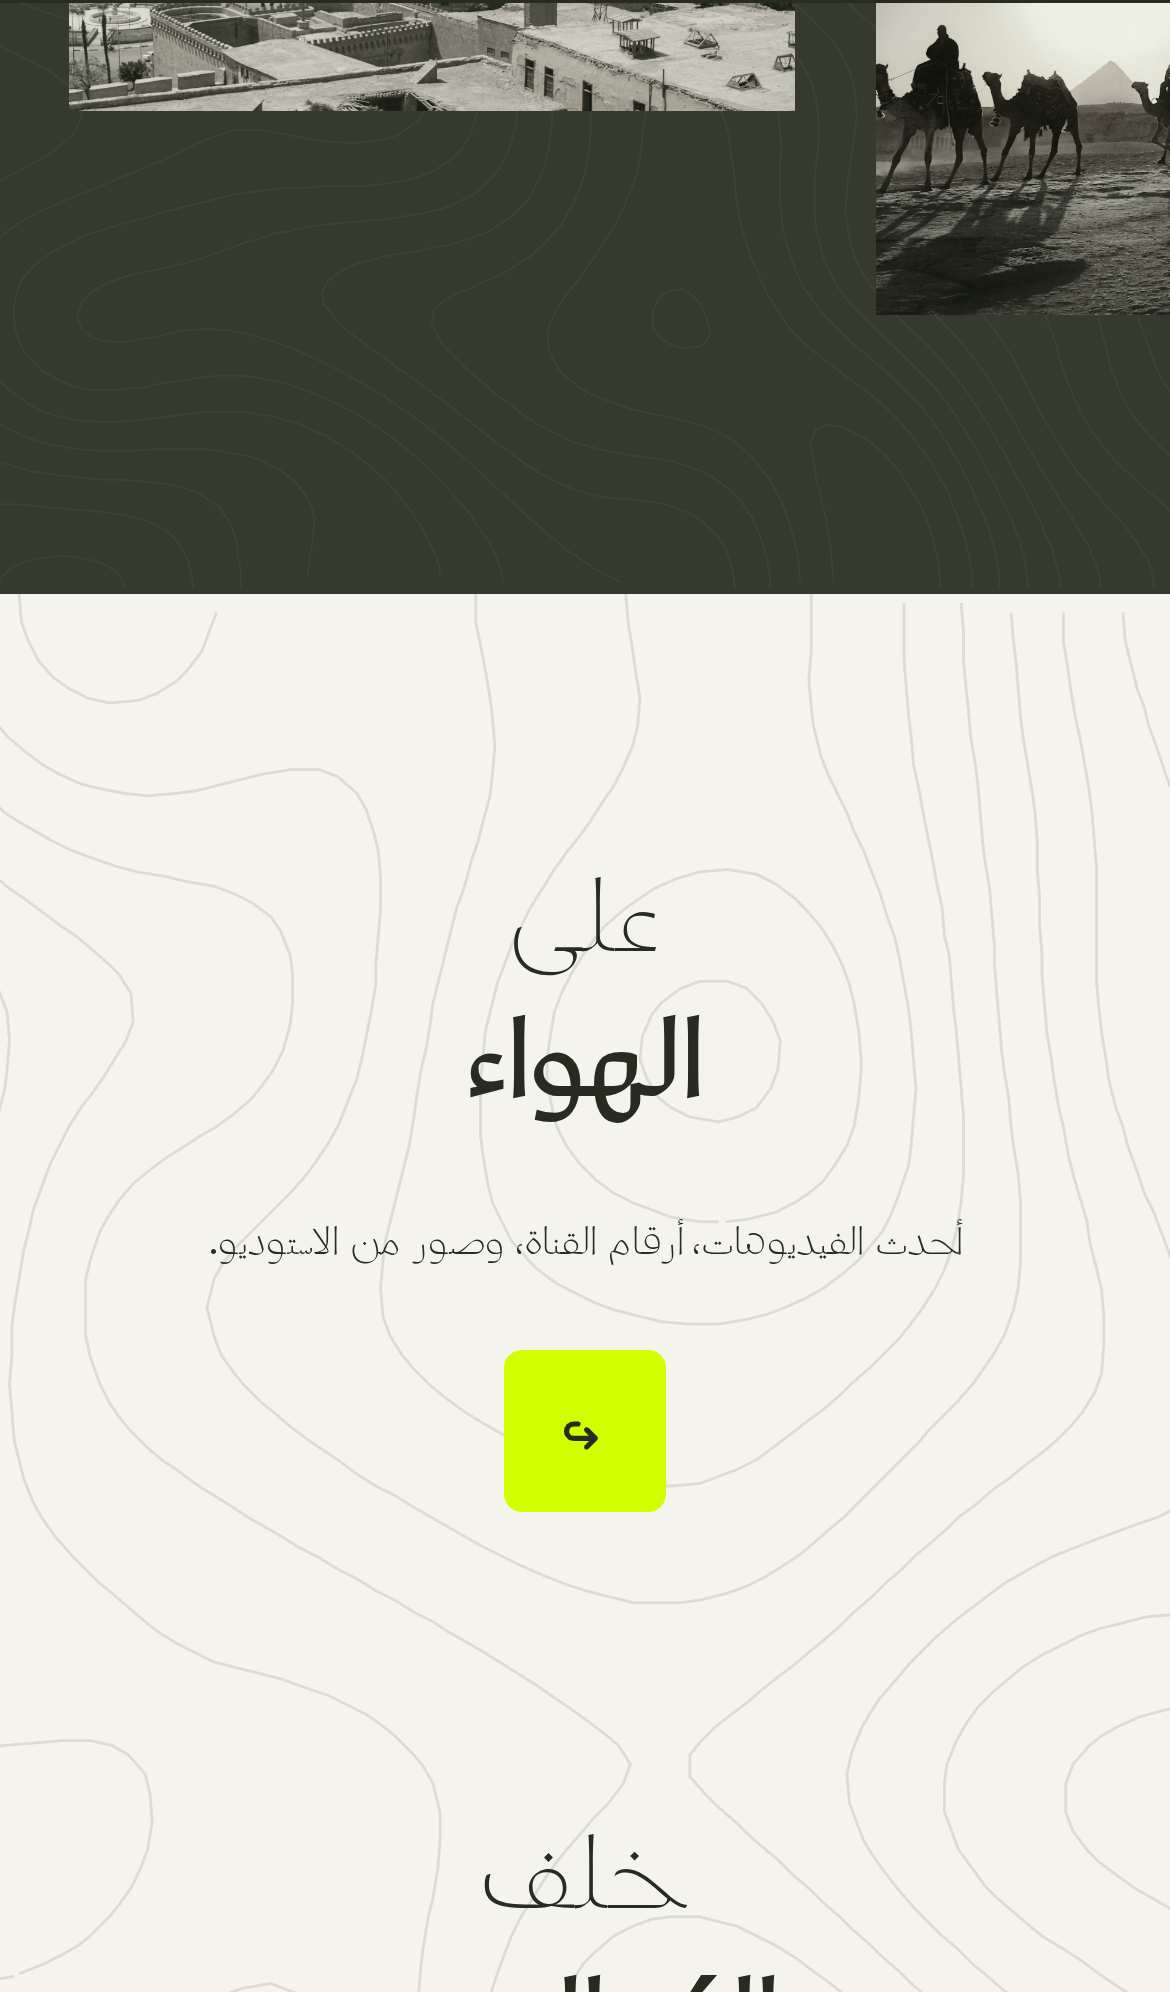 على
الهواء
أحدث الفيديوهات، أرقام القناة، وصور من الاستوديو.
خلف